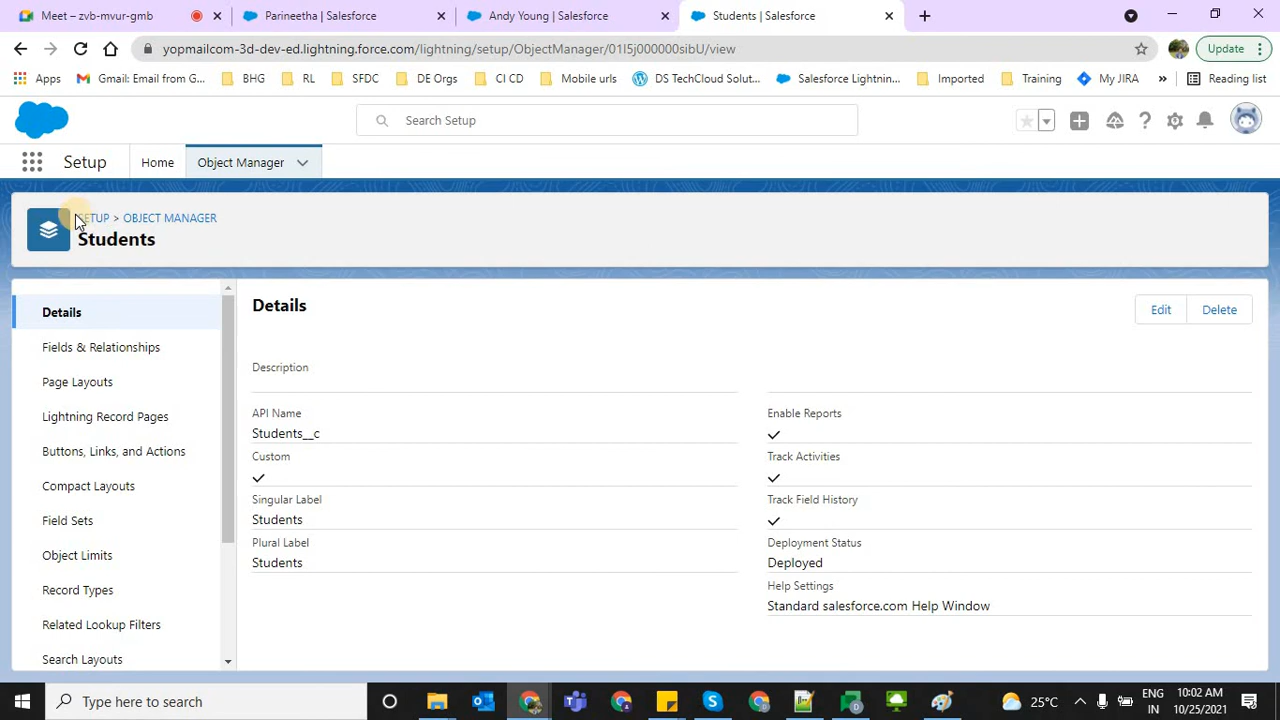 Meet – zvb-mvur-gmb
Parineetha | Salesforce
Andy Young | Salesforce
Students | Salesforce
yopmailcom-3d-dev-ed.lightning.force.com/lightning/setup/ObjectManager/01I5j000000sibU/view
Update
Apps
Gmail: Email from G...
BHG
RL
SFDC
DE Orgs
CI CD
Mobile urls
DS TechCloud Solut...
Salesforce Lightnin...
Imported
Training
My JIRA
»
Reading list
Search Setup
Setup
Home
Object Manager
SETUP > OBJECT MANAGER
Students
Details
Fields & Relationships
Page Layouts
Lightning Record Pages
Buttons, Links, and Actions
Compact Layouts
Field Sets
Object Limits
Record Types
Related Lookup Filters
Search Layouts
Details
Edit
Delete
Description
API Name
Students__c
Custom
Singular Label
Students
Plural Label
Students
Enable Reports
Track Activities
Track Field History
Deployment Status
Deployed
Help Settings
Standard salesforce.com Help Window
Type here to search
25°C
ENG
IN
10:02 AM
10/25/2021